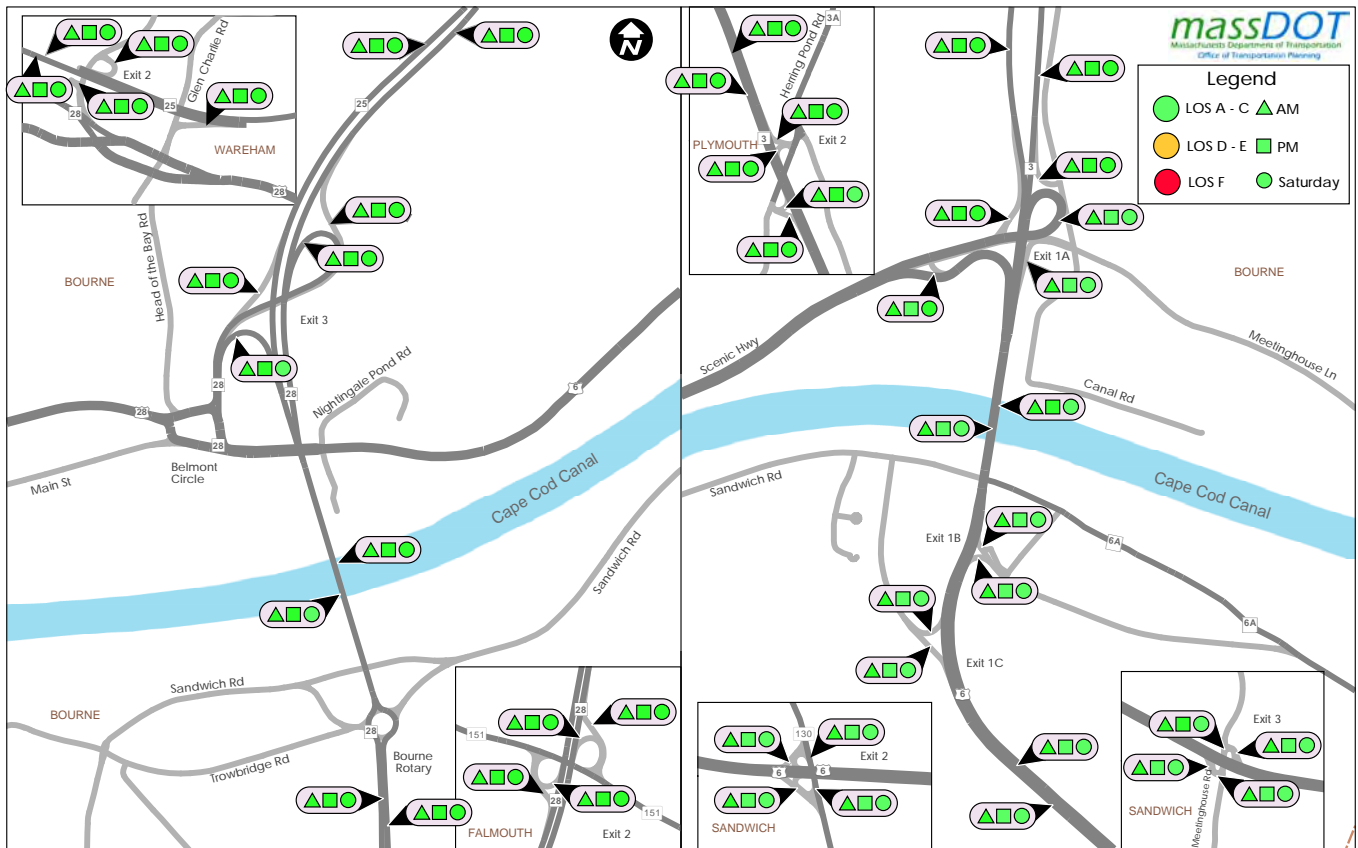 Glen Charlie Rd
Exit 2
25
28
WAREHAM
28
N
25
Head of the Bay Rd
BOURNE
Exit 3
28
28
Nightingale Pond Rd
6
28
28
Belmont
Circle
Main St
Cape Cod Canal
Sandwich Rd
Sandwich Rd
BOURNE
28
Trowbridge Rd
Bourne
Rotary
28
151
28
151
FALMOUTH
Exit 2
3A
Herring Pond Rd
3
Exit 2
PLYMOUTH
massDOT
Massachusetts Department of Transportation
Office of Transportation Planning
Legend
LOS A - C
AM
LOS D - E
PM
LOS F
Saturday
3
Exit 1A
BOURNE
Scenic Hwy
Meetinghouse Ln
Canal Rd
Sandwich Rd
Cape Cod Canal
Exit 1B
6A
6A
Exit 1C
6
130
Exit 2
6
6
SANDWICH
Exit 3
Meetinghouse Rd
SANDWICH